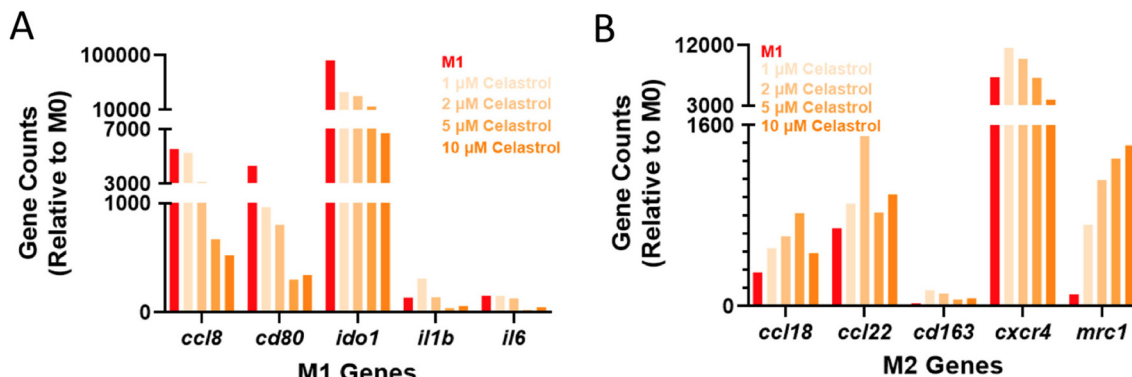 A
Gene Counts
(Relative to M0)
100000
10000
7000
3000
1000
0
M1
1 µM Celastrol
2 µM Celastrol
5 µM Celastrol
10 µM Celastrol
ccl8 cd80 ido1 il1b il6
M1 Genes
B
Gene Counts
(Relative to M0)
12000
3000
1600
0
M1
1 µM Celastrol
2 µM Celastrol
5 µM Celastrol
10 µM Celastrol
ccl18 ccl22 cd163 cxcr4 mrc1
M2 Genes